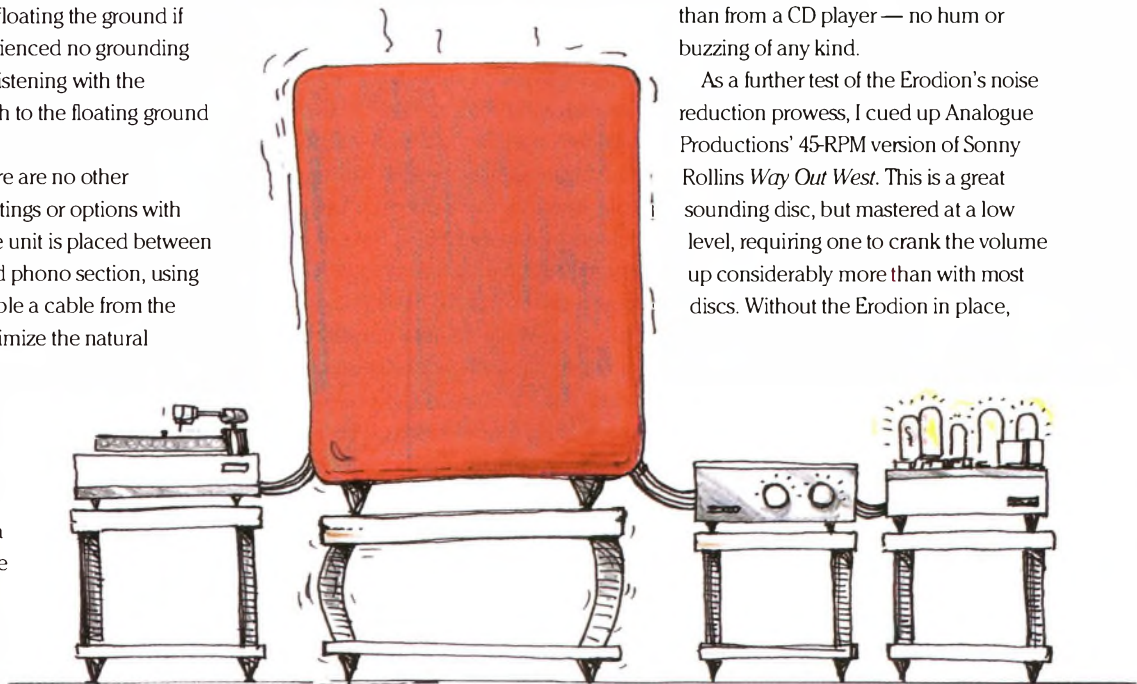 floating the ground if
ienced no grounding
istening with the
h to the floating ground
re are no other
tings or options with
e unit is placed between
d phono section, using
ble a cable from the
imize the natural
e
than from a CD player — no hum or
buzzing of any kind.
As a further test of the Erodion's noise
reduction prowess, I cued up Analogue
Productions' 45-RPM version of Sonny
Rollins Way Out West. This is a great
sounding disc, but mastered at a low
level, requiring one to crank the volume
up considerably more than with most
discs. Without the Erodion in place,